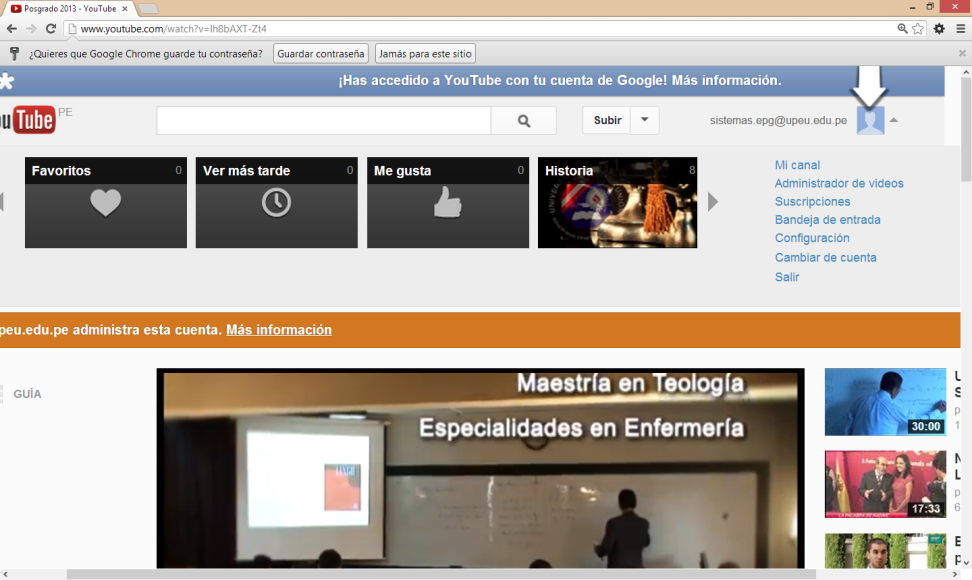 Posgrado 2013 - YouTube
www.youtube.com/watch?v=Ih8bAXT-Zt4
¿Quieres que Google Chrome guarde tu contraseña? Guardar contraseña Jamás para este sitio
¡Has accedido a YouTube con tu cuenta de Google! Más información.
ou Tube PE
Subir
sistemas.epg@upeu.edu.pe
Favoritos 0
Ver más tarde 0
Me gusta 0
Historia 8
Mi canal
Administrador de videos
Suscripciones
Bandeja de entrada
Configuración
Cambiar de cuenta
Salir
peu.edu.pe administra esta cuenta. Más información
GUÍA
Maestría en Teología
Especialidades en Enfermería
30:00
17:33